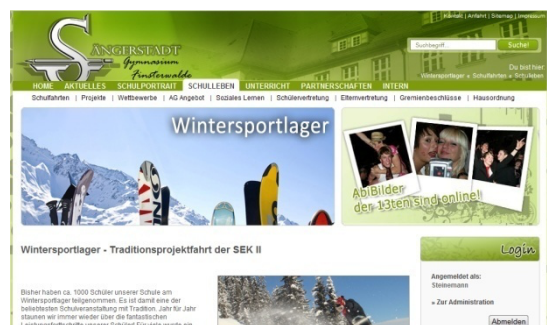 Kontakt | Anfahrt | Sitemap | Impressum
SÄNGERSTADT
Gymnasium
Finsterwalde
Suchbegriff...
Suche!
Du bist hier:
Wintersportlager » Schulfahrten » Schulleben
HOME AKTUELLES SCHULPORTRAIT SCHULLEBEN UNTERRICHT PARTNERSCHAFTEN INTERN
Schulfahrten | Projekte | Wettbewerbe | AG Angebot | Soziales Lernen | Schülervertretung | Elternvertretung | Gremienbeschlüsse | Hausordnung
Wintersportlager
AbiBilder
der 13ten sind online!
Wintersportlager - Traditionsprojektfahrt der SEK II
Login
Bisher haben ca. 1000 Schüler unserer Schule am
Wintersportlager teilgenommen. Es ist damit eine der
beliebtesten Schulveranstaltung mit Tradition. Jahr für Jahr
staunen wir immer wieder über die fantastischen
Angemeldet als:
Steinemann
» Zur Administration
Abmelden